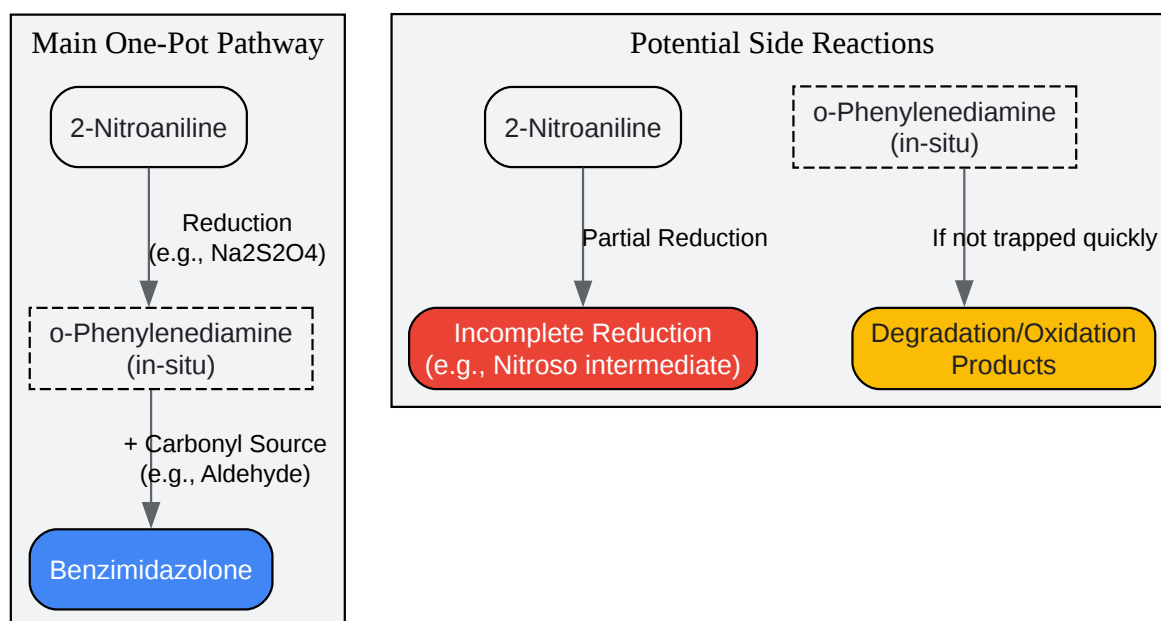 Main One-Pot Pathway
2-Nitroaniline
Reduction
(e.g., Na2S2O4)
o-Phenylenediamine
(in-situ)
+ Carbonyl Source
(e.g., Aldehyde)
Benzimidazolone
Potential Side Reactions
2-Nitroaniline
Partial Reduction
Incomplete Reduction
(e.g., Nitroso intermediate)
o-Phenylenediamine
(in-situ)
If not trapped quickly
Degradation/Oxidation
Products